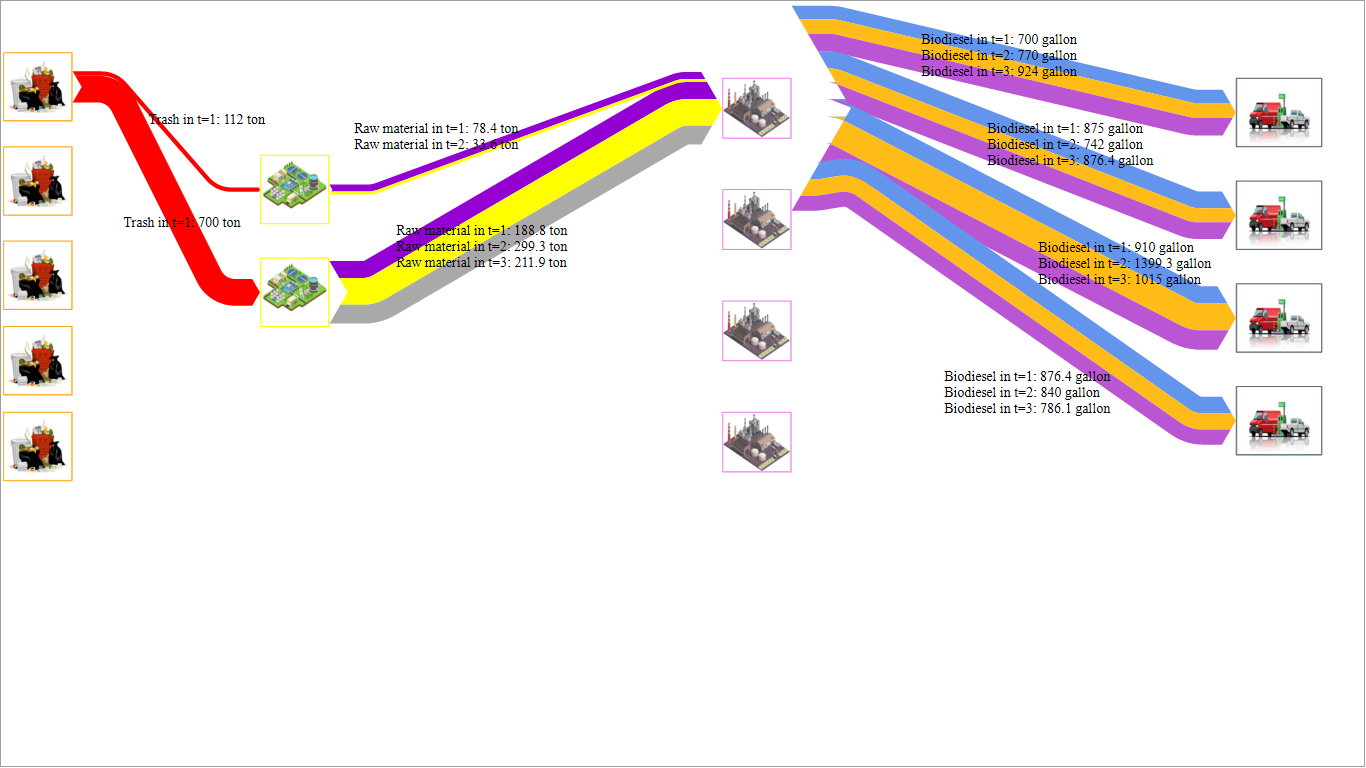 Trash in t=1: 112 ton
Trash in t=1: 700 ton
Raw material in t=1: 78.4 ton
Raw material in t=2: 33.6 ton
Raw material in t=1: 188.8 ton
Raw material in t=2: 299.3 ton
Raw material in t=3: 211.9 ton
Biodiesel in t=1: 700 gallon
Biodiesel in t=2: 770 gallon
Biodiesel in t=3: 924 gallon
Biodiesel in t=1: 875 gallon
Biodiesel in t=2: 742 gallon
Biodiesel in t=3: 876.4 gallon
Biodiesel in t=1: 910 gallon
Biodiesel in t=2: 1399.3 gallon
Biodiesel in t=3: 1015 gallon
Biodiesel in t=1: 876.4 gallon
Biodiesel in t=2: 840 gallon
Biodiesel in t=3: 786.1 gallon